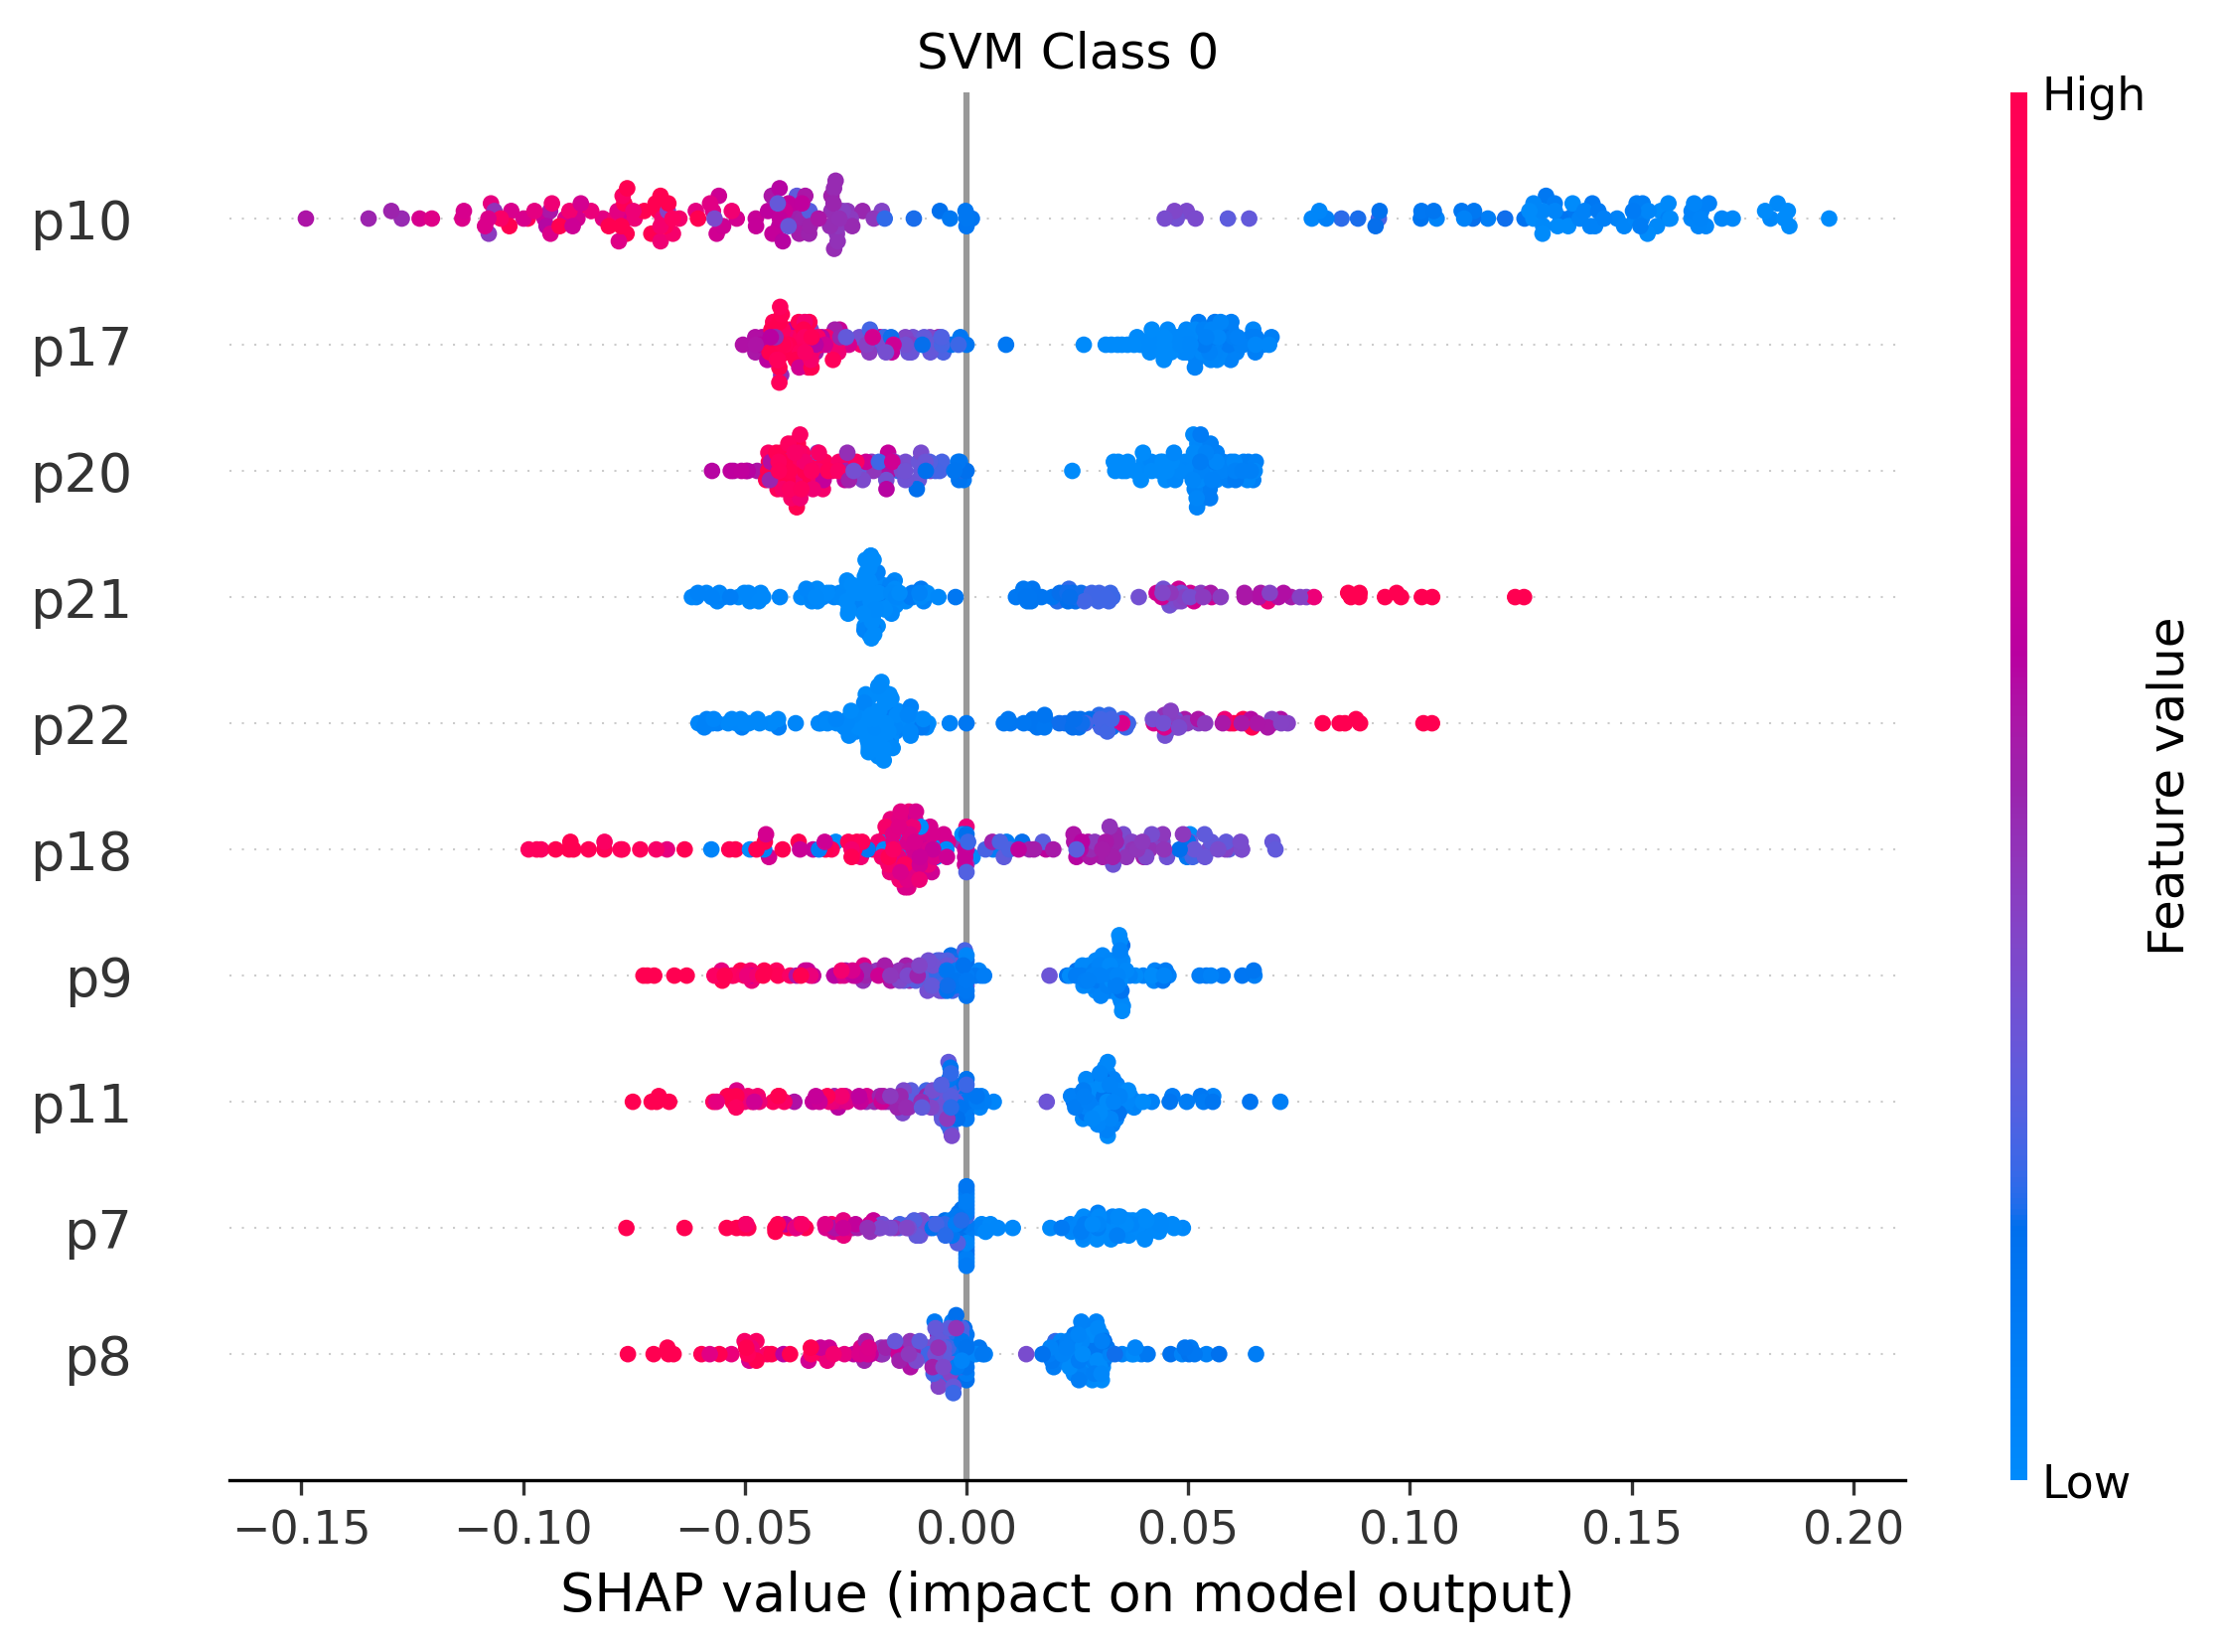 SVM Class 0
High
p10
p17
p20
p21
p22
p18
p9
p11
p7
p8
Feature value
Low
−0.15 −0.10 −0.05 0.00 0.05 0.10 0.15 0.20
SHAP value (impact on model output)